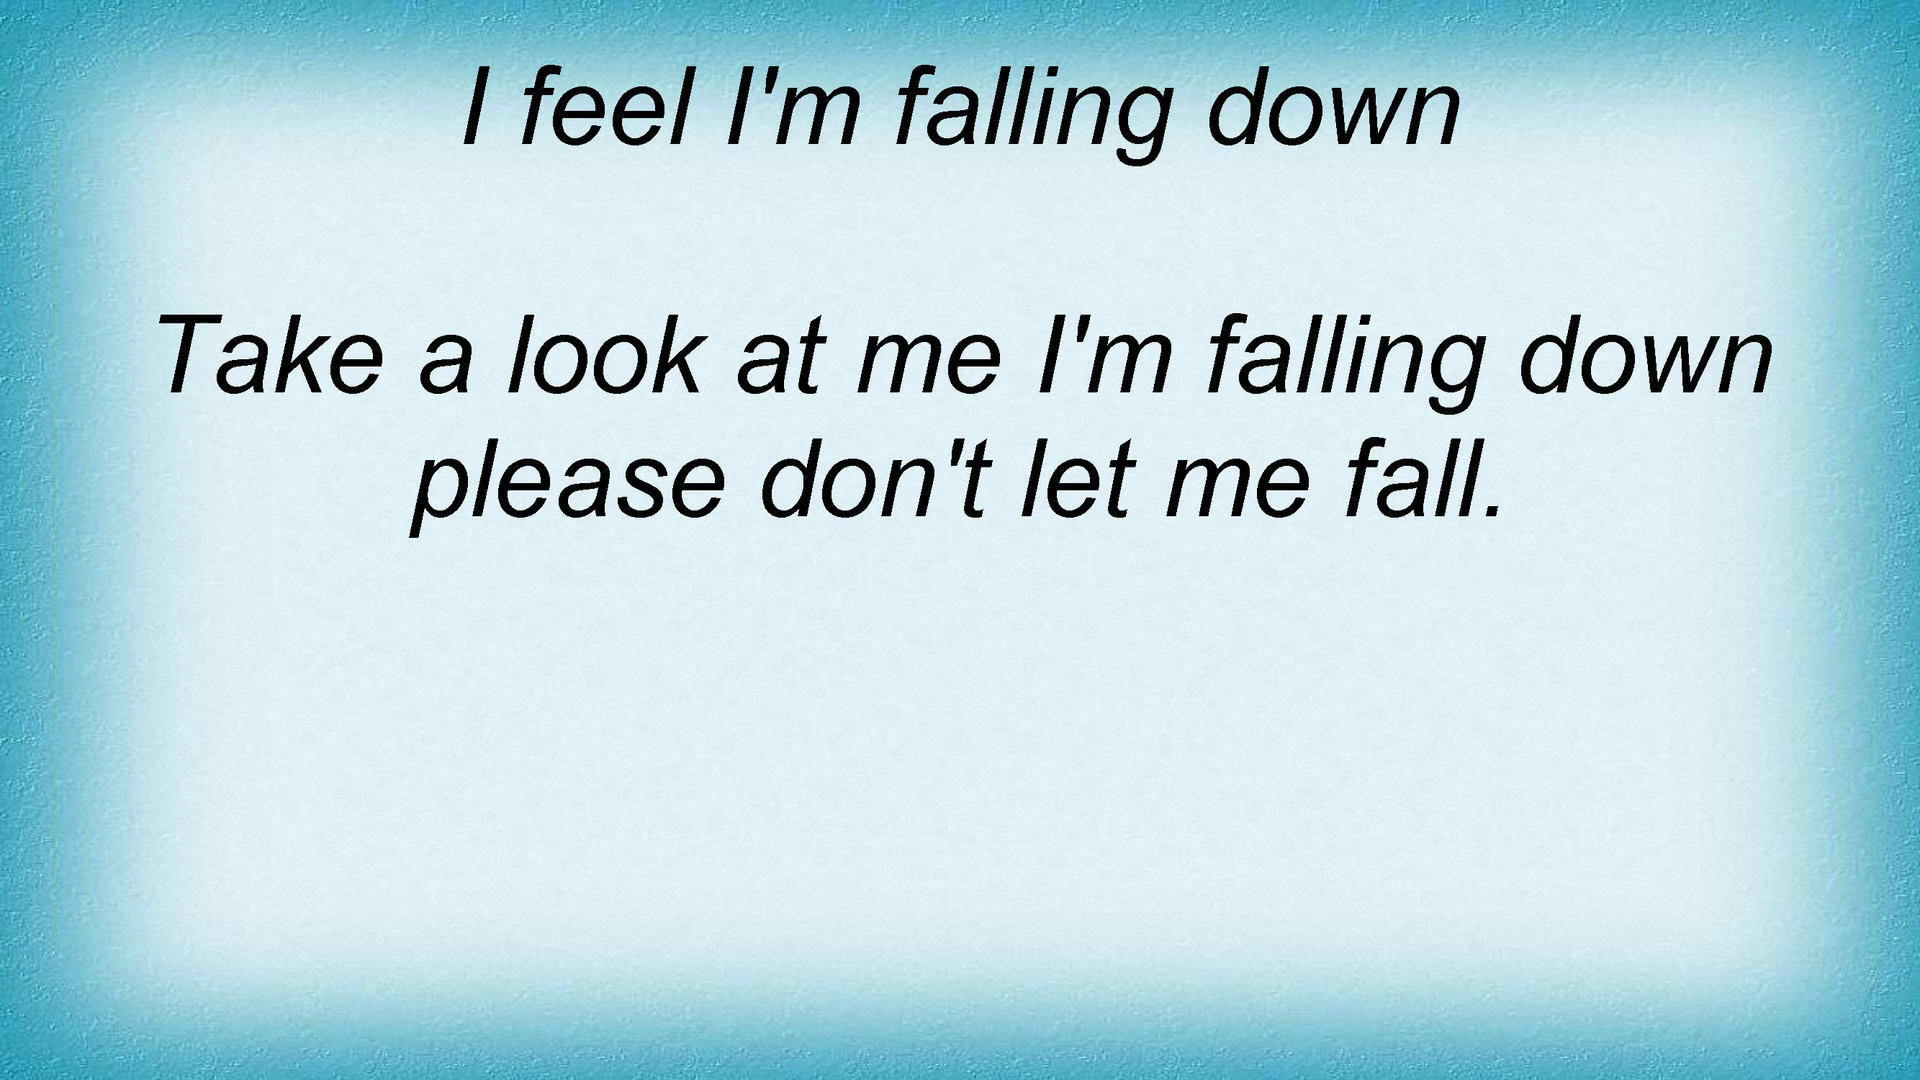 I feel I'm falling down
Take a look at me I'm falling down
please don't let me fall.